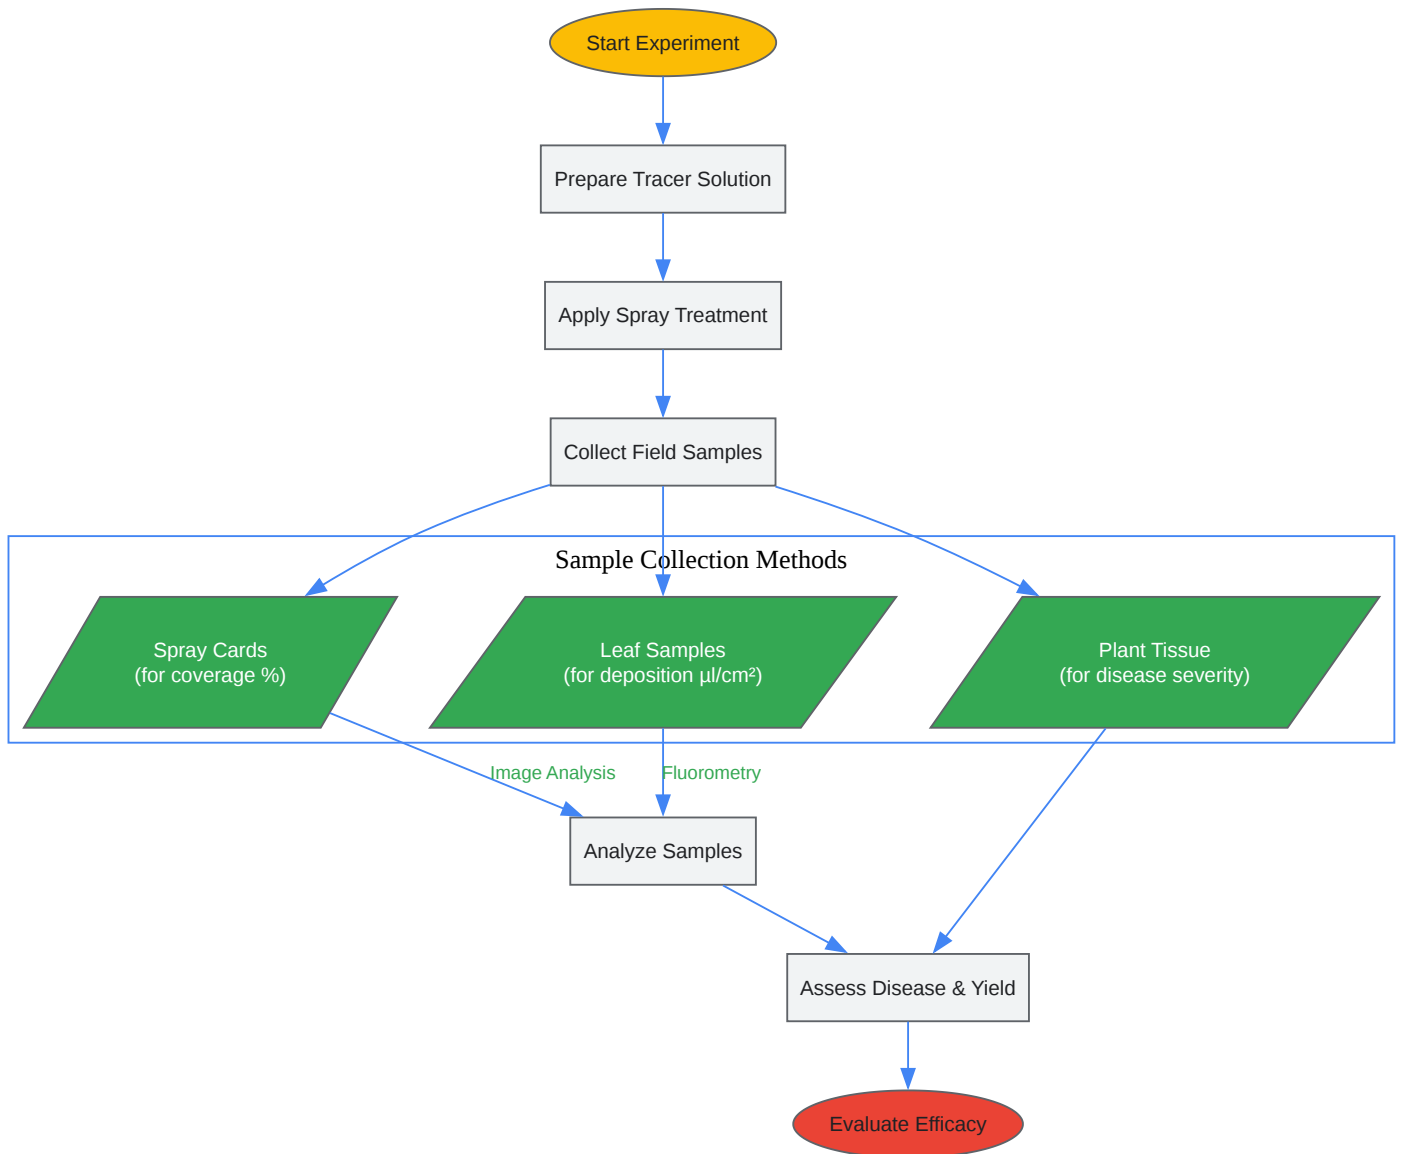 Start Experiment
Prepare Tracer Solution
Apply Spray Treatment
Collect Field Samples
Sample Collection Methods
Spray Cards
(for coverage %)
Leaf Samples
(for deposition µl/cm²)
Plant Tissue
(for disease severity)
Image Analysis
Fluorometry
Analyze Samples
Assess Disease & Yield
Evaluate Efficacy